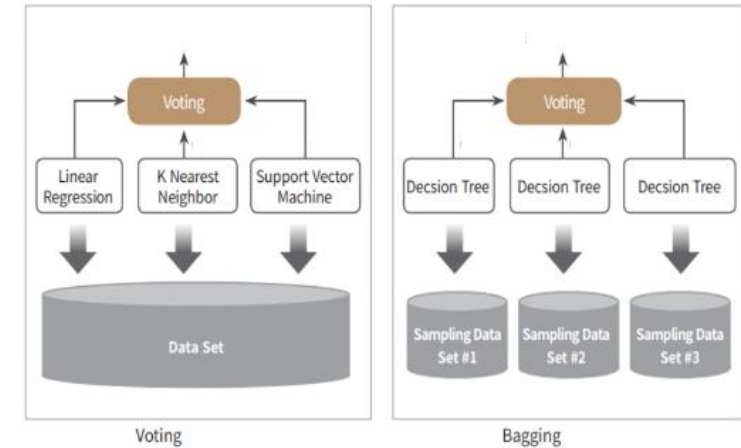 Voting
Linear
Regression
K Nearest
Neighbor
Support Vector
Machine
Data Set
Voting
Voting
Decsion Tree
Decsion Tree
Decsion Tree
Sampling Data
Set #1
Sampling Data
Set #2
Sampling Data
Set #3
Bagging